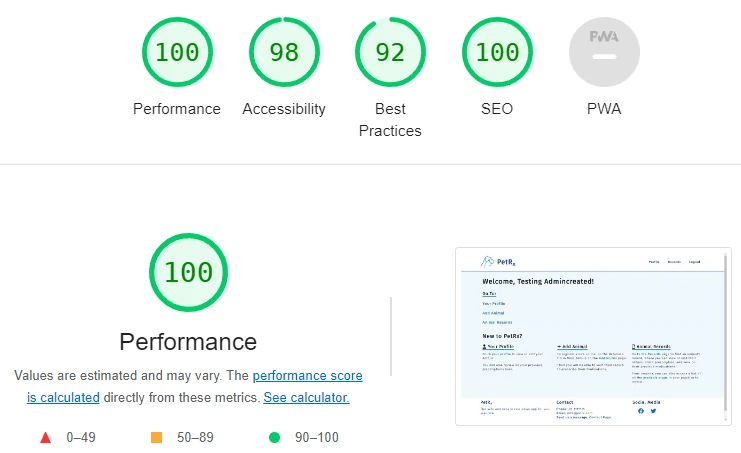 100
98
92
100
PWA
Performance
Accessibility
Best
Practices
SEO
PWA
100
Performance
Values are estimated and may vary. The performance score
is calculated directly from these metrics. See calculator.
0–49
50–89
90–100
PetRx
Profile
Records
Logout
Welcome, Testing Admincreated!
Go To:
Your Profile
Add Animal
Animal Records
New to PetRx?
Your Profile
Add Animal
Animal Records
PetRx
Contact
Social Media